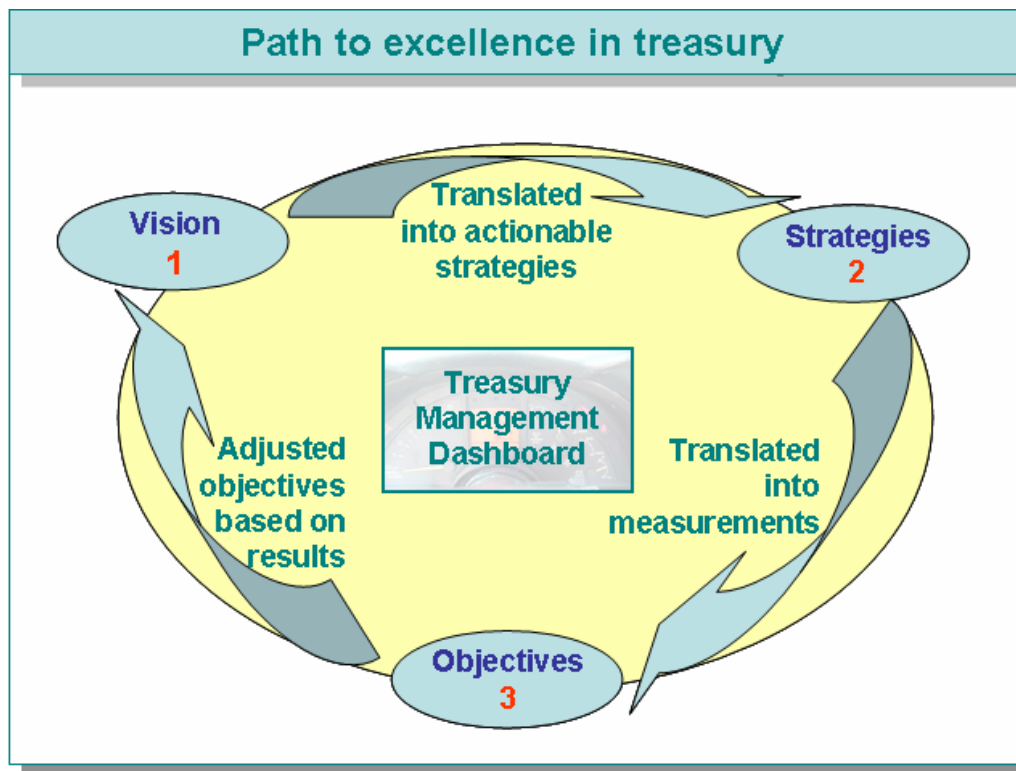 Path to excellence in treasury
Vision
1
Translated
into actionable
strategies
Strategies
2
Treasury
Management
Dashboard
Adjusted
objectives
based on
results
Translated
into
measurements
Objectives
3